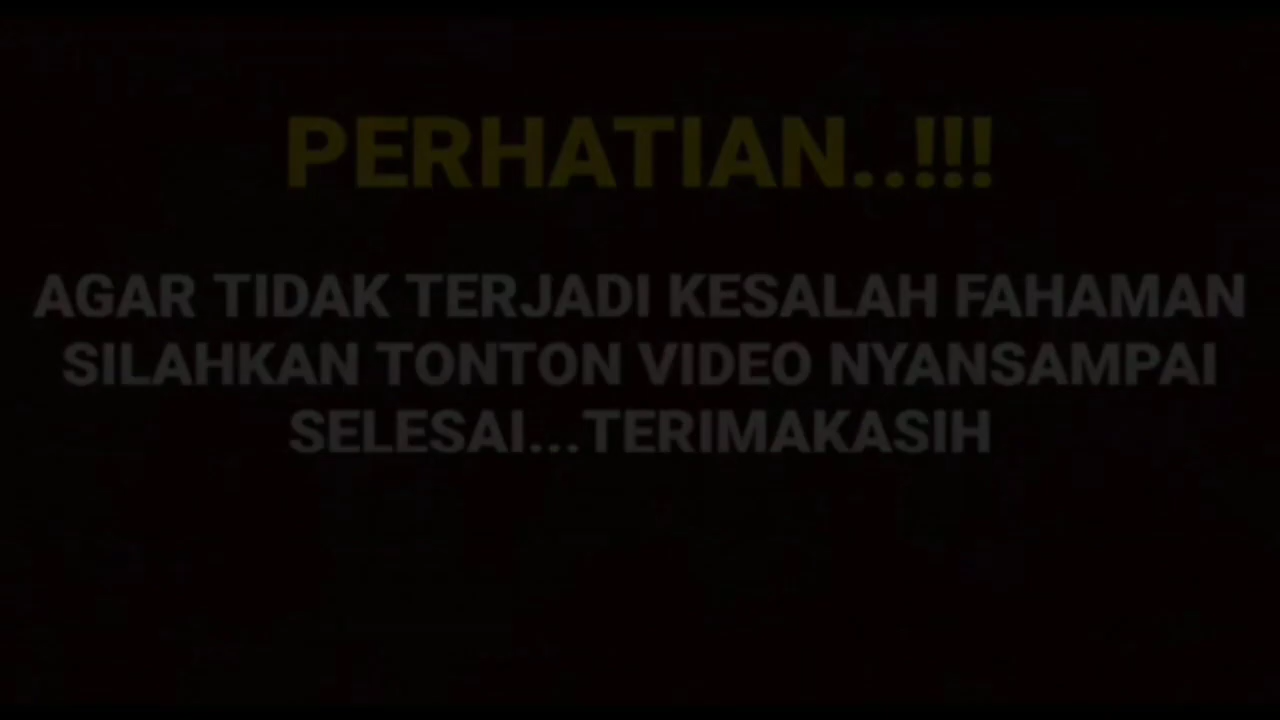 PERHATIAN..!!!
AGAR TIDAK TERJADI KESALAH FAHAMAN
SILAHKAN TONTON VIDEO NYANSAMPAI
SELESAI...TERIMAKASIH